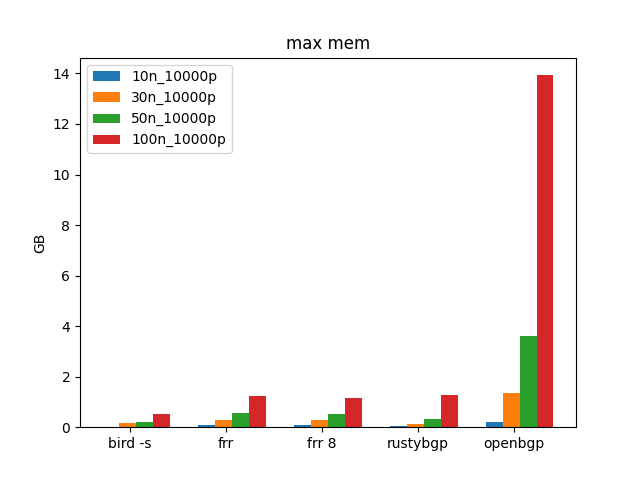 max mem
10n_10000p
30n_10000p
50n_10000p
100n_10000p
GB
14
12
10
8
6
4
2
0
bird -s frr frr 8 rustybgp openbgp